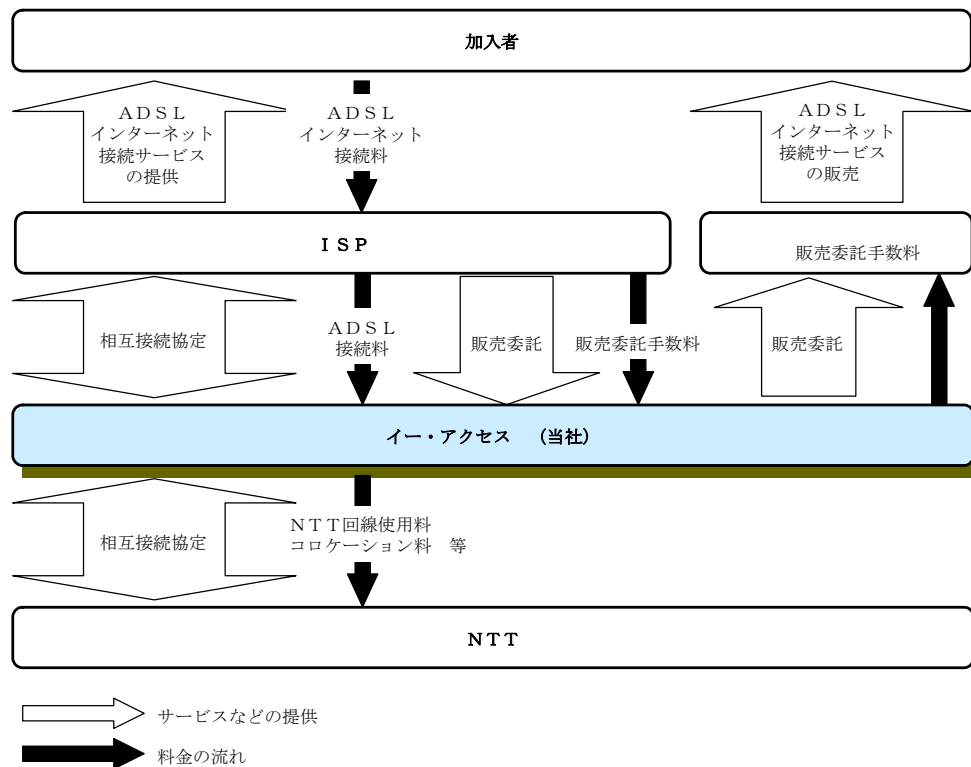 加入者
ADSL
インターネット
接続サービス
の提供
ADSL
インターネット
接続料
ADSL
インターネット
接続サービス
の販売
ISP
販売委託手数料
相互接続協定
ADSL
接続料
販売委託
販売委託手数料
販売委託
イー・アクセス (当社)
相互接続協定
NTT回線使用料
コロケーション料 等
NTT
サービスなどの提供
料金の流れ